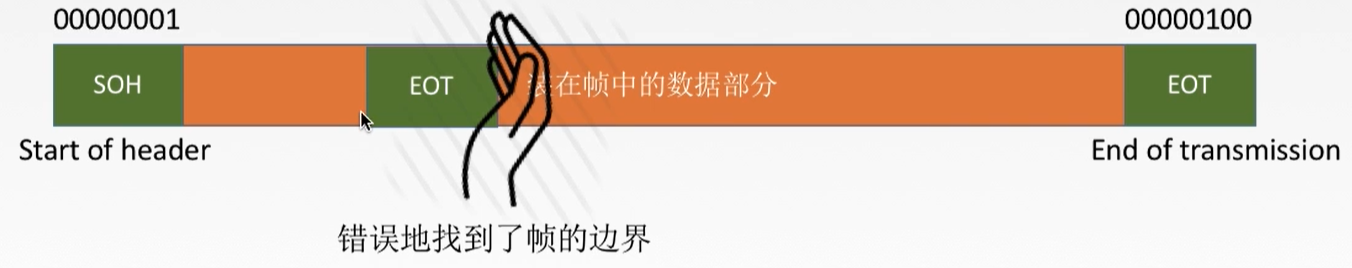 00000001 00000100
SOH EOT 装在帧中的数据部分 EOT
Start of header End of transmission
错误地找到了帧的边界